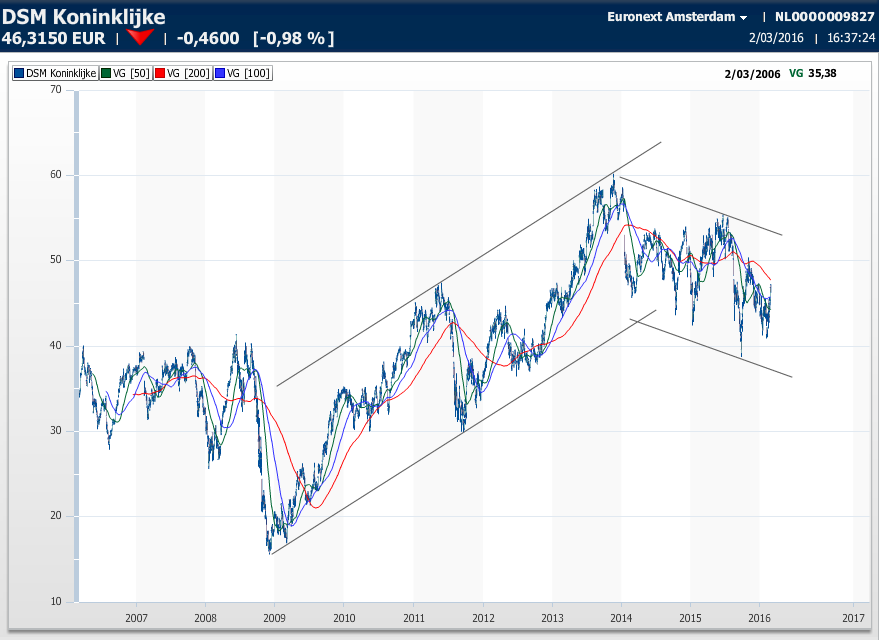 DSM Koninklijke
Euronext Amsterdam | NL0000009827
46,3150 EUR | | -0,4600 [-0,98 %]
2/03/2016 | 16:37:24
DSM Koninklijke VG [50] VG [200] VG [100]
2/03/2006 VG 35,38
70
60
50
40
30
20
10
2007 2008 2009 2010 2011 2012 2013 2014 2015 2016 2017